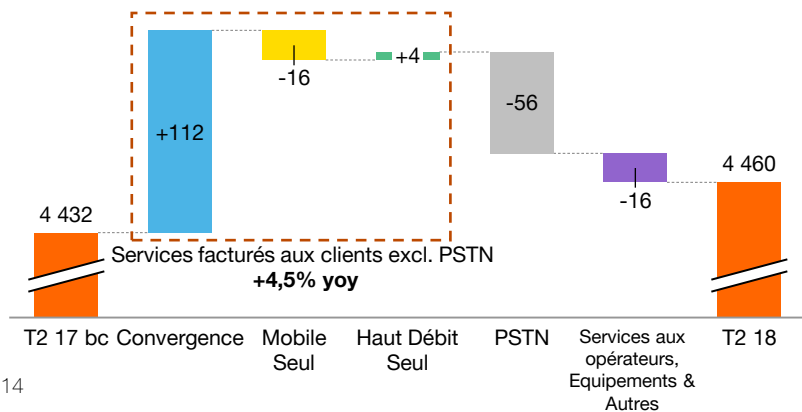 +112
-16
+4
-56
-16
4 432
4 460
Services facturés aux clients excl. PSTN
+4,5% yoy
T2 17 bc
Convergence
Mobile
Seul
Haut Débit
Seul
PSTN
Services aux
opérateurs,
Equipements &
Autres
T2 18
14